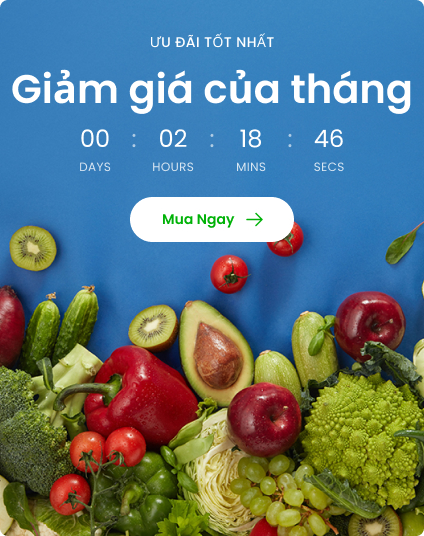 ƯU ĐÃI TỐT NHẤT
Giảm giá của tháng
00 : 02 : 18 : 46
DAYS HOURS MINS SECS
Mua Ngay →